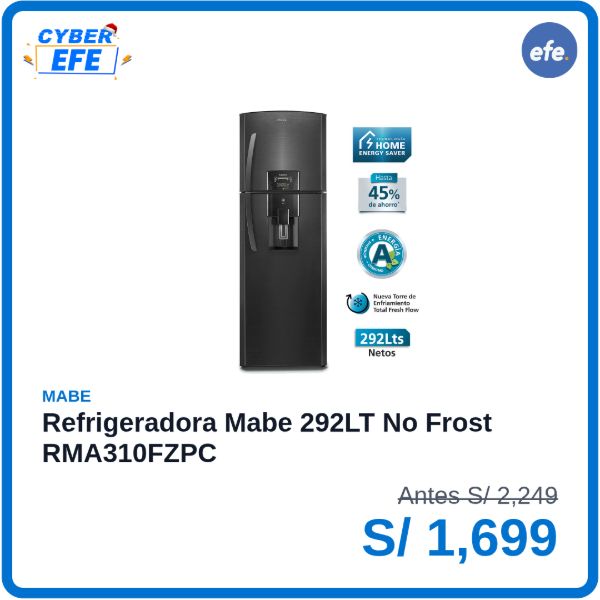 CYBER
EFE
efe.
HOME
ENERGY SAVER
Hasta
45%
de ahorro*
ENERGÍA
A
Nueva Torre de
Enfriamiento
Total Fresh Flow
292Lts
Netos
MABE
Refrigeradora Mabe 292LT No Frost
RMA310FZPC
Antes S/ 2,249
S/ 1,699